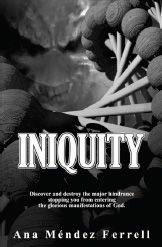 INIQUITY
Discover and destroy the major hindrance
stopping you from entering
the glorious manifestations of God.
Ana Méndez Ferrell